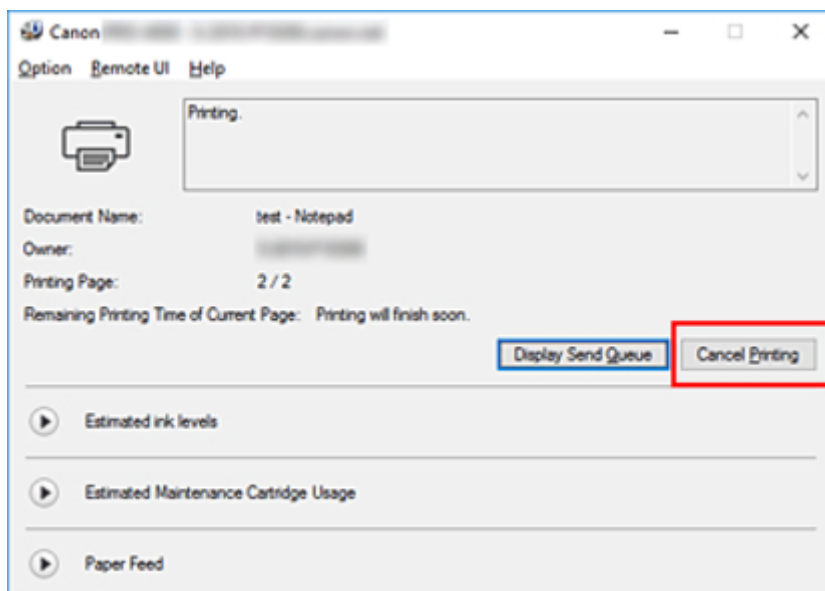 Canon
Option Remote UI Help
Printing.
Document Name: test - Notepad
Owner:
Printing Page: 2 / 2
Remaining Printing Time of Current Page: Printing will finish soon.
Display Send Queue Cancel Printing
Estimated ink levels
Estimated Maintenance Cartridge Usage
Paper Feed